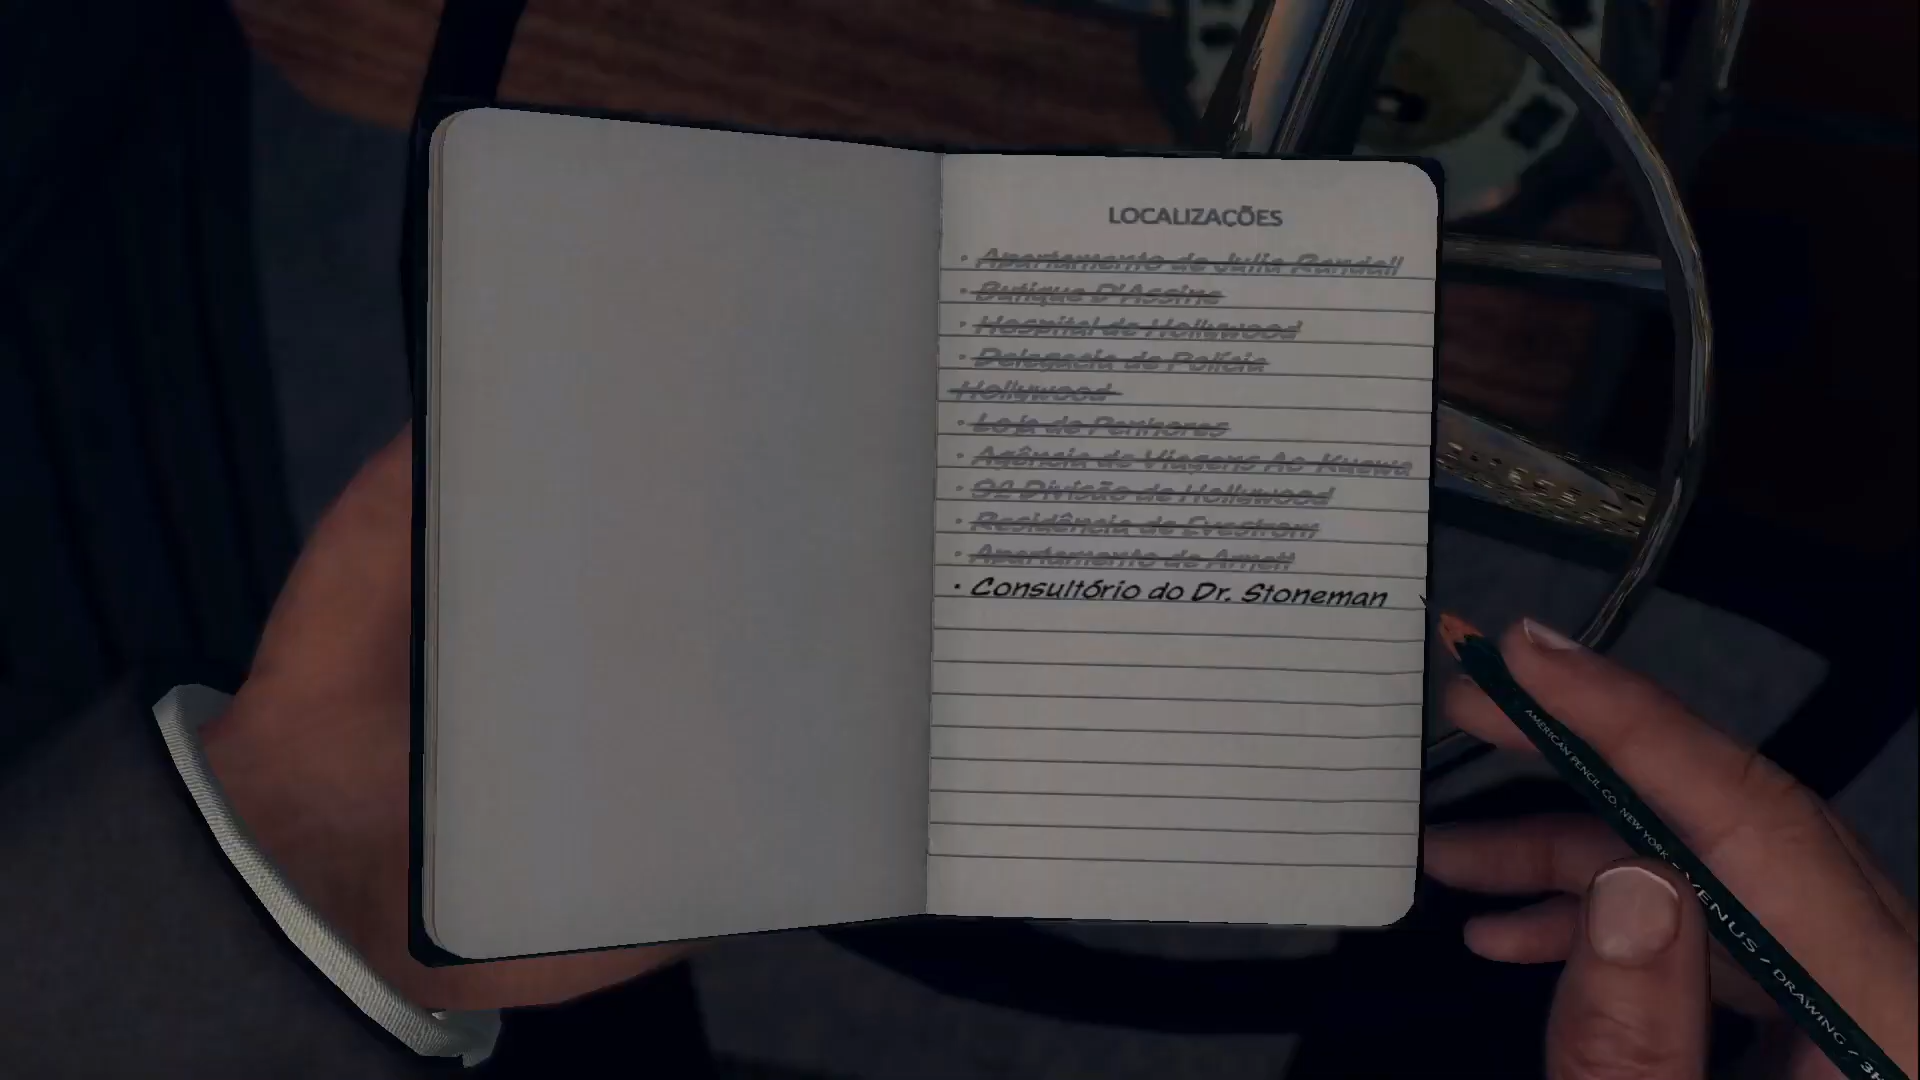 LOCALIZAÇÕES
• Apartamento de Julia Randall
• Butique D'Assine
• Hospital de Hollywood
• Delegacia de Polícia
Hollywood
• Loja de Penhores
• Agência de Viagens Ao Kuewa
• 92 Divisão de Hollywood
• Residência de Evestrom
• Apartamento de Arnett
• Consultório do Dr. Stoneman
AMERICAN PENCIL CO. NEW YORK - VENUS / DRAWING / 3H